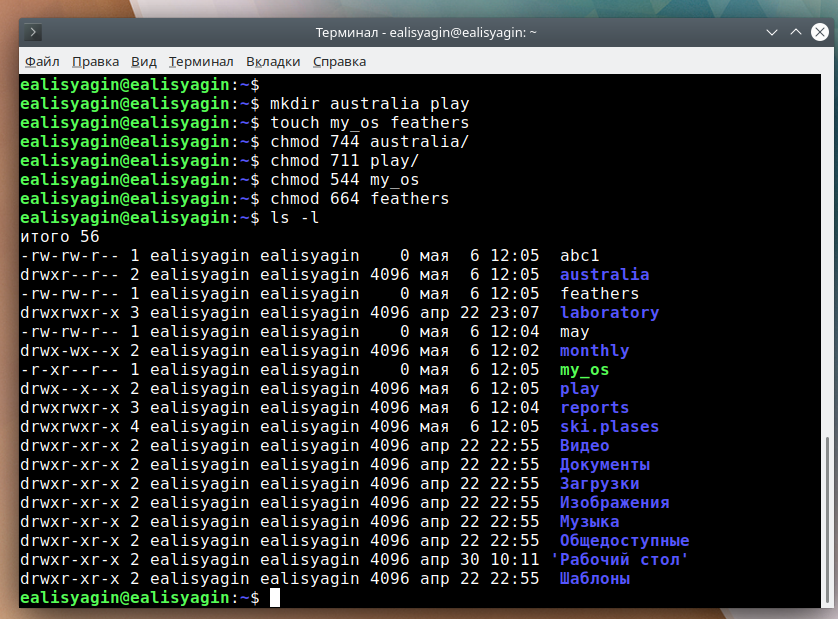 Терминал - ealisyagin@ealisyagin: ~
Файл Правка Вид Терминал Вкладки Справка
ealisyagin@ealisyagin:~$
ealisyagin@ealisyagin:~$ mkdir australia play
ealisyagin@ealisyagin:~$ touch my_os feathers
ealisyagin@ealisyagin:~$ chmod 744 australia/
ealisyagin@ealisyagin:~$ chmod 711 play/
ealisyagin@ealisyagin:~$ chmod 544 my_os
ealisyagin@ealisyagin:~$ chmod 664 feathers
ealisyagin@ealisyagin:~$ ls -l
итого 56
-rw-rw-r-- 1 ealisyagin ealisyagin    0 мая  6 12:05  abc1
drwxr--r-- 2 ealisyagin ealisyagin 4096 мая  6 12:05  australia
-rw-rw-r-- 1 ealisyagin ealisyagin    0 мая  6 12:05  feathers
drwxrwxr-x 3 ealisyagin ealisyagin 4096 апр 22 23:07  laboratory
-rw-rw-r-- 1 ealisyagin ealisyagin    0 мая  6 12:04  may
drwx-wx--x 2 ealisyagin ealisyagin 4096 мая  6 12:02  monthly
-r-xr--r-- 1 ealisyagin ealisyagin    0 мая  6 12:05  my_os
drwx--x--x 2 ealisyagin ealisyagin 4096 мая  6 12:05  play
drwxrwxr-x 3 ealisyagin ealisyagin 4096 мая  6 12:04  reports
drwxrwxr-x 4 ealisyagin ealisyagin 4096 мая  6 12:05  ski.plases
drwxr-xr-x 2 ealisyagin ealisyagin 4096 апр 22 22:55  Видео
drwxr-xr-x 2 ealisyagin ealisyagin 4096 апр 22 22:55  Документы
drwxr-xr-x 2 ealisyagin ealisyagin 4096 апр 22 22:55  Загрузки
drwxr-xr-x 2 ealisyagin ealisyagin 4096 апр 22 22:55  Изображения
drwxr-xr-x 2 ealisyagin ealisyagin 4096 апр 22 22:55  Музыка
drwxr-xr-x 2 ealisyagin ealisyagin 4096 апр 22 22:55  Общедоступные
drwxr-xr-x 2 ealisyagin ealisyagin 4096 апр 30 10:11 'Рабочий стол'
drwxr-xr-x 2 ealisyagin ealisyagin 4096 апр 22 22:55  Шаблоны
ealisyagin@ealisyagin:~$